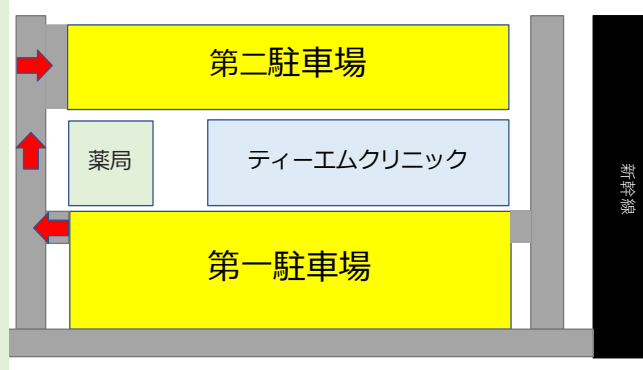 第二駐車場
薬局
ティーエムクリニック
新幹線
第一駐車場